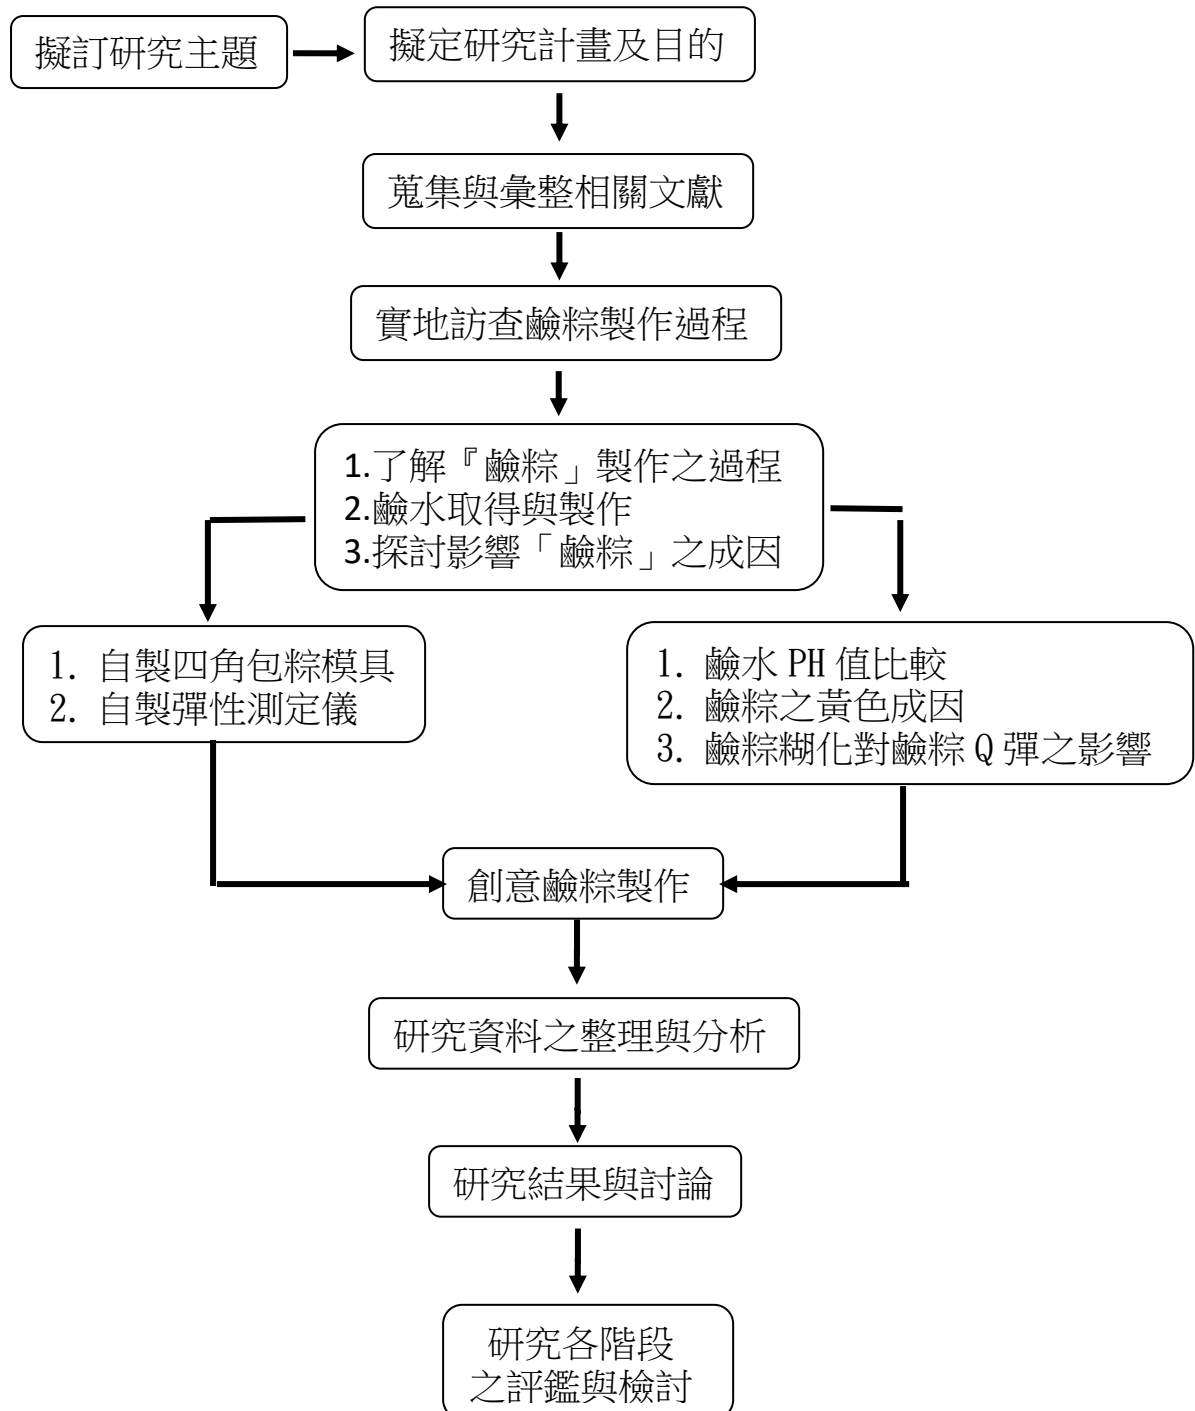 擬訂研究主題
擬定研究計畫及目的
蒐集與彙整相關文獻
實地訪查鹼粽製作過程
1.了解『鹼粽」製作之過程
2.鹼水取得與製作
3.探討影響「鹼粽」之成因
1. 自製四角包粽模具
2. 自製彈性測定儀
1. 鹼水 PH 值比較
2. 鹼粽之黃色成因
3. 鹼粽糊化對鹼粽 Q 彈之影響
創意鹼粽製作
研究資料之整理與分析
研究結果與討論
研究各階段
之評鑑與檢討